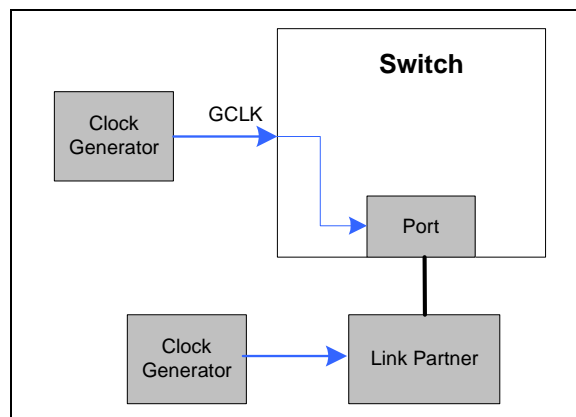 Switch
Clock
Generator
GCLK
Port
Clock
Generator
Link Partner